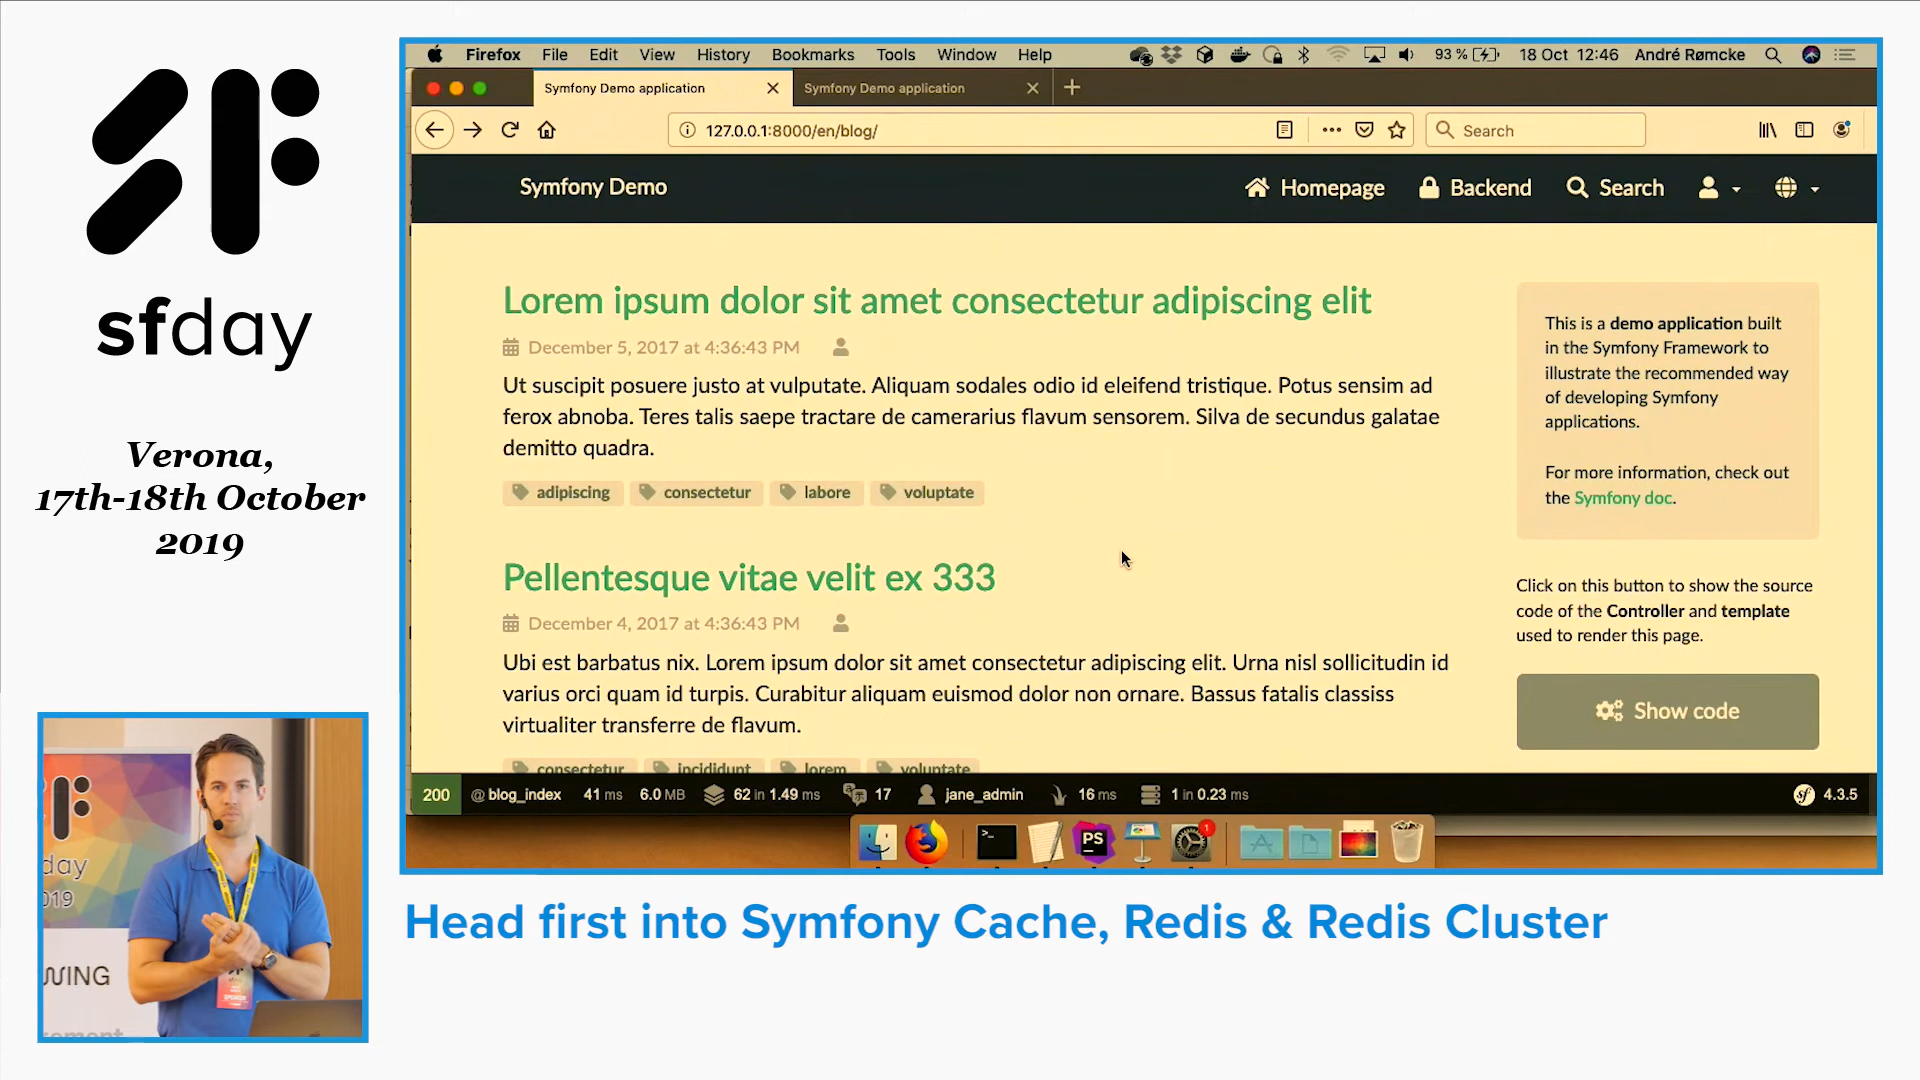 sfday
Verona,
17th-18th October
2019
Firefox File Edit View History Bookmarks Tools Window Help 93 % 18 Oct 12:46 André Rømcke
Symfony Demo application Symfony Demo application
127.0.0.1:8000/en/blog/ Search
Symfony Demo Homepage Backend Search
Lorem ipsum dolor sit amet consectetur adipiscing elit
December 5, 2017 at 4:36:43 PM
Ut suscipit posuere justo at vulputate. Aliquam sodales odio id eleifend tristique. Potus sensim ad
ferox abnoba. Teres talis saepe tractare de camerarius flavum sensorem. Silva de secundus galatae
demitto quadra.
adipiscing consectetur labore voluptate
Pellentesque vitae velit ex 333
December 4, 2017 at 4:36:43 PM
Ubi est barbatus nix. Lorem ipsum dolor sit amet consectetur adipiscing elit. Urna nisl sollicitudin id
varius orci quam id turpis. Curabitur aliquam euismod dolor non ornare. Bassus fatalis classiss
virtualiter transferre de flavum.
consectetur incididunt lorem voluptate
This is a demo application built
in the Symfony Framework to
illustrate the recommended way
of developing Symfony
applications.
For more information, check out
the Symfony doc.
Click on this button to show the source
code of the Controller and template
used to render this page.
Show code
200 @ blog_index 41 ms 6.0 MB 62 in 1.49 ms 17 jane_admin 16 ms 1 in 0.23 ms sf 4.3.5
PS 1
day
019
WING
Head first into Symfony Cache, Redis & Redis Cluster